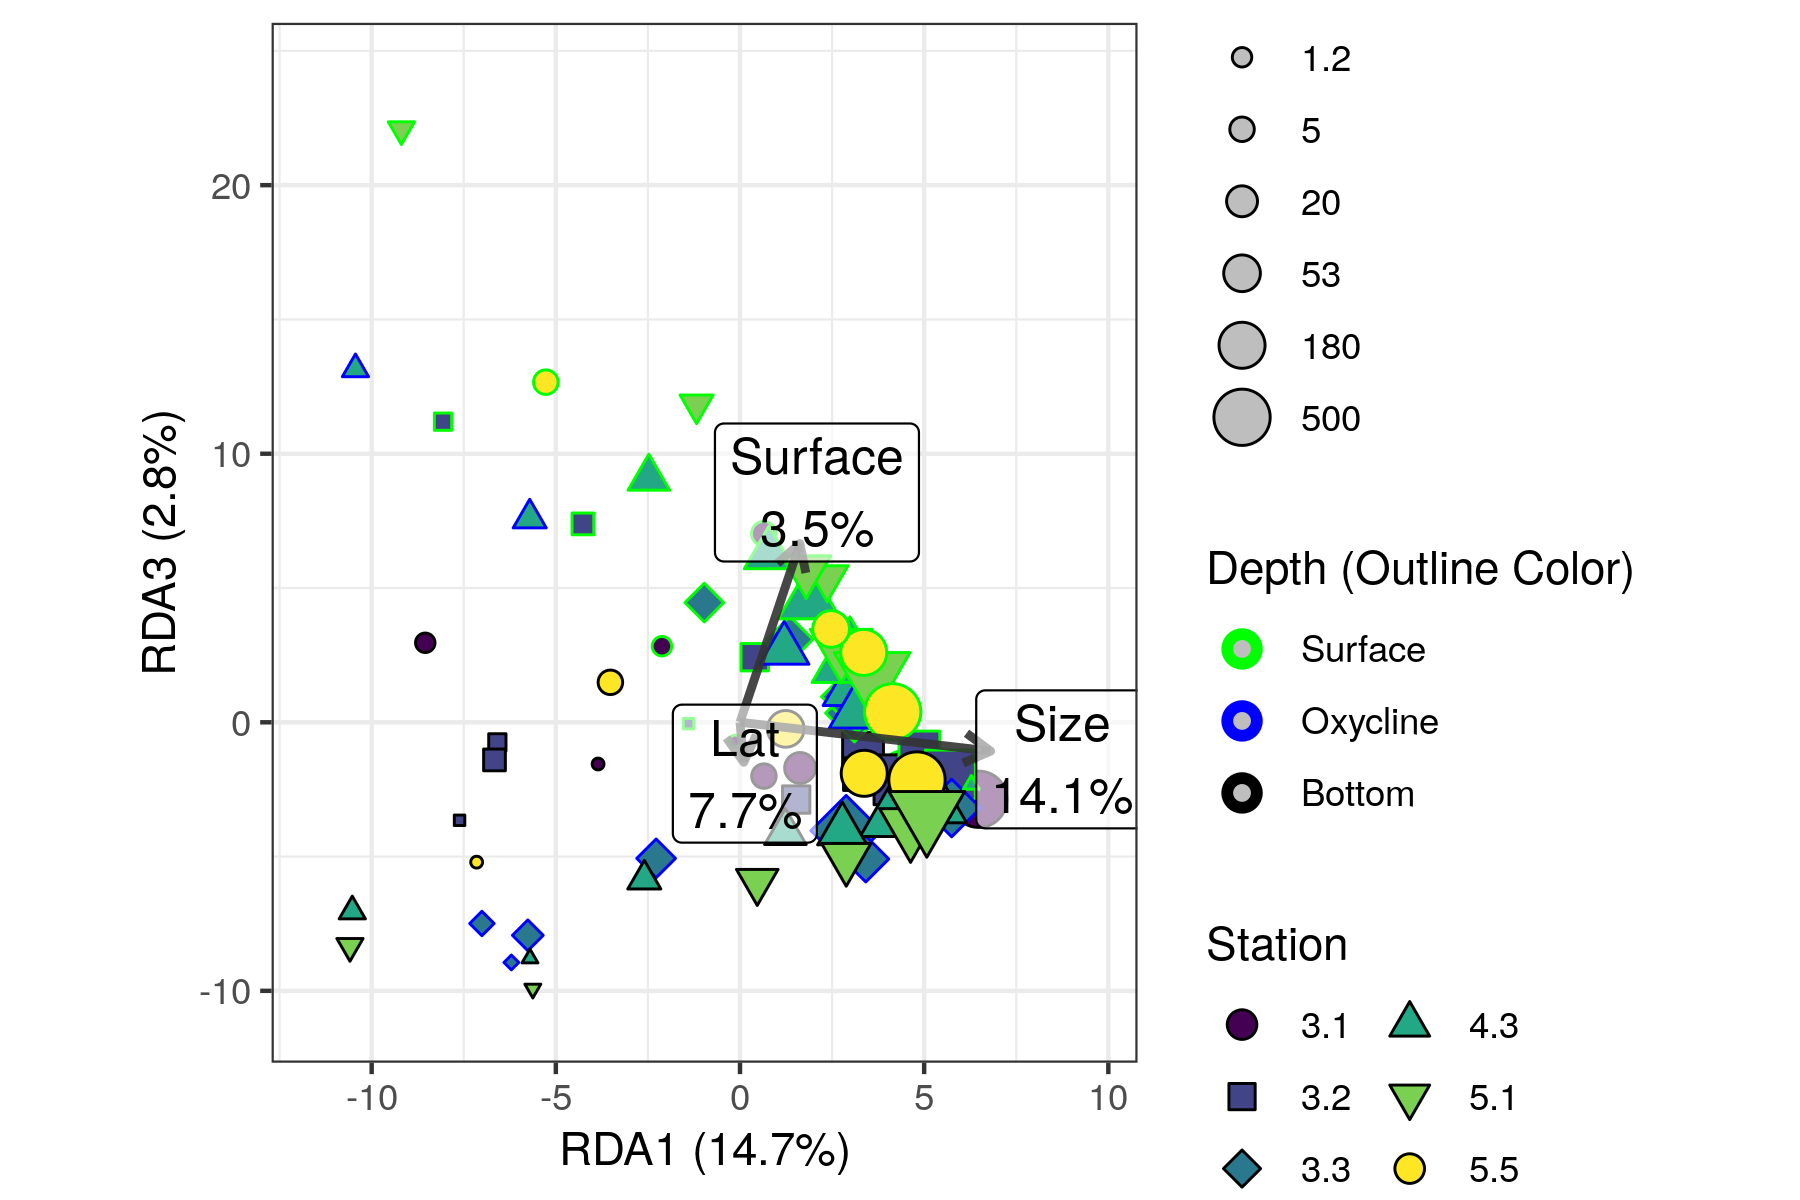 20
10
0
-10
-10
-5
0
5
10
RDA3 (2.8%)
RDA1 (14.7%)
Surface
3.5%
Lat
7.7%
Size
14.1%
1.2
5
20
53
180
500
Depth (Outline Color)
Surface
Oxycline
Bottom
Station
3.1
4.3
3.2
5.1
3.3
5.5